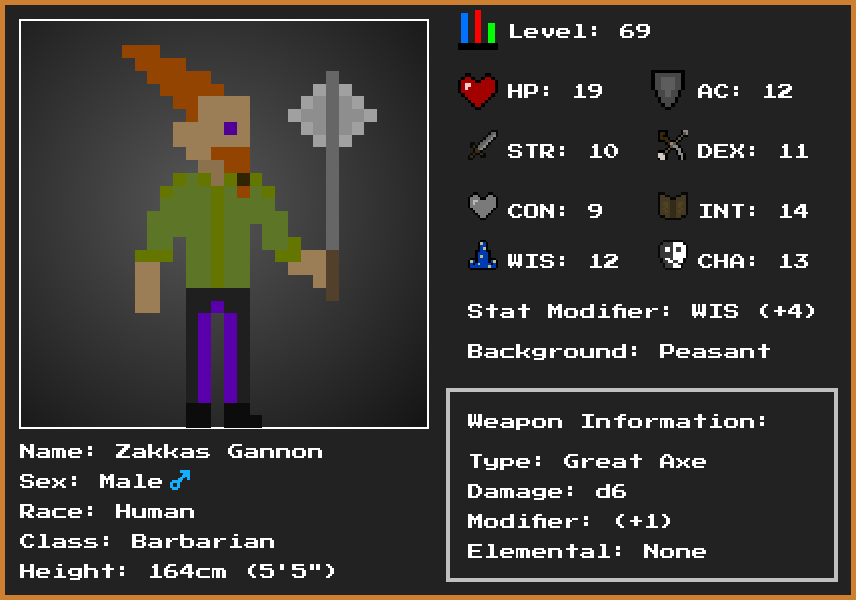 Level: 69
HP: 19 AC: 12
STR: 10 DEX: 11
CON: 9 INT: 14
WIS: 12 CHA: 13
Stat Modifier: WIS (+4)
Background: Peasant
Weapon Information:
Type: Great Axe
Damage: d6
Modifier: (+1)
Elemental: None
Name: Zakkas Gannon
Sex: Male♂
Race: Human
Class: Barbarian
Height: 164cm (5'5")